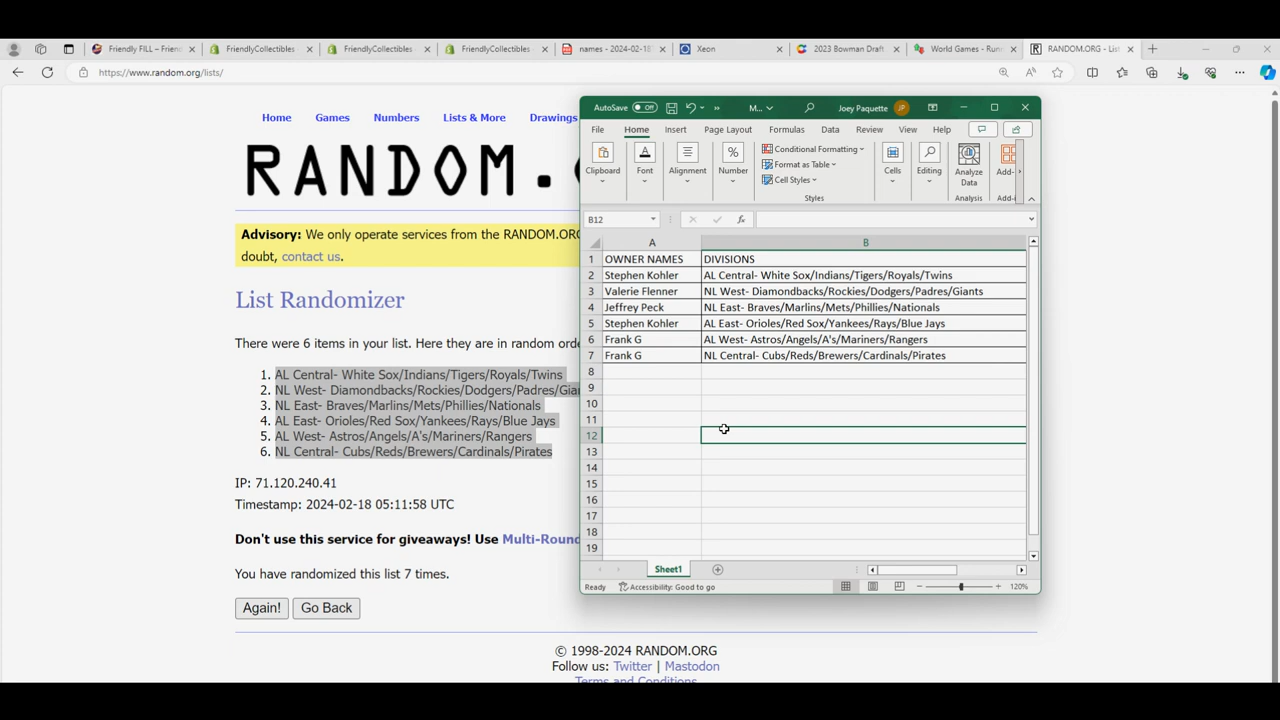 Friendly FILL – Friend
FriendlyCollectibles
FriendlyCollectibles
FriendlyCollectibles
names - 2024-02-18
Xeon
2023 Bowman Draft
World Games - Run
RANDOM.ORG - List
https://www.random.org/lists/
Home Games Numbers Lists & More Drawings
RANDOM.
Advisory: We only operate services from the RANDOM.ORG
doubt, contact us.
List Randomizer
There were 6 items in your list. Here they are in random orde
1. AL Central- White Sox/Indians/Tigers/Royals/Twins
2. NL West- Diamondbacks/Rockies/Dodgers/Padres/Gian
3. NL East- Braves/Marlins/Mets/Phillies/Nationals
4. AL East- Orioles/Red Sox/Yankees/Rays/Blue Jays
5. AL West- Astros/Angels/A's/Mariners/Rangers
6. NL Central- Cubs/Reds/Brewers/Cardinals/Pirates
IP: 71.120.240.41
Timestamp: 2024-02-18 05:11:58 UTC
Don't use this service for giveaways! Use Multi-Round
You have randomized this list 7 times.
Again! Go Back
© 1998-2024 RANDOM.ORG
Follow us: Twitter | Mastodon
Terms and Conditions
AutoSave Off M... Joey Paquette JP
File Home Insert Page Layout Formulas Data Review View Help
Clipboard Font Alignment Number
Conditional Formatting
Format as Table
Cell Styles
Styles
Cells Editing
Analyze Data
Analysis
Add-
Add-i
B12 fx
A B
1 OWNER NAMES DIVISIONS
2 Stephen Kohler AL Central- White Sox/Indians/Tigers/Royals/Twins
3 Valerie Flenner NL West- Diamondbacks/Rockies/Dodgers/Padres/Giants
4 Jeffrey Peck NL East- Braves/Marlins/Mets/Phillies/Nationals
5 Stephen Kohler AL East- Orioles/Red Sox/Yankees/Rays/Blue Jays
6 Frank G AL West- Astros/Angels/A's/Mariners/Rangers
7 Frank G NL Central- Cubs/Reds/Brewers/Cardinals/Pirates
8
9
10
11
12
13
14
15
16
17
18
19
Sheet1
Ready Accessibility: Good to go 120%